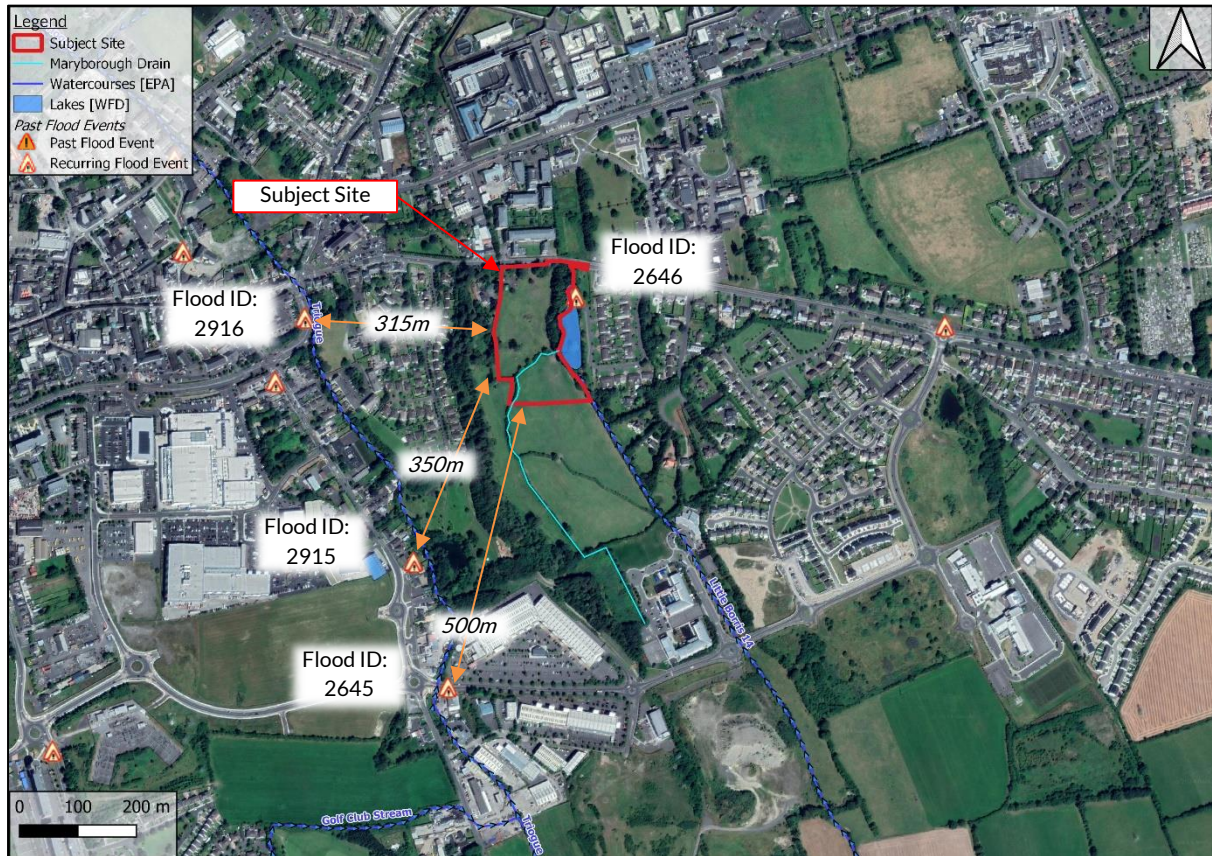 Legend
Subject Site
Maryborough Drain
Watercourses [EPA]
Lakes [WFD]
Past Flood Events
Past Flood Event
Recurring Flood Event
Subject Site
Flood ID:
2646
Flood ID:
2916
Triogue
315m
350m
Flood ID:
2915
500m
Little Borris 14
Flood ID:
2645
0 100 200 m
Golf Club Stream
Triogue